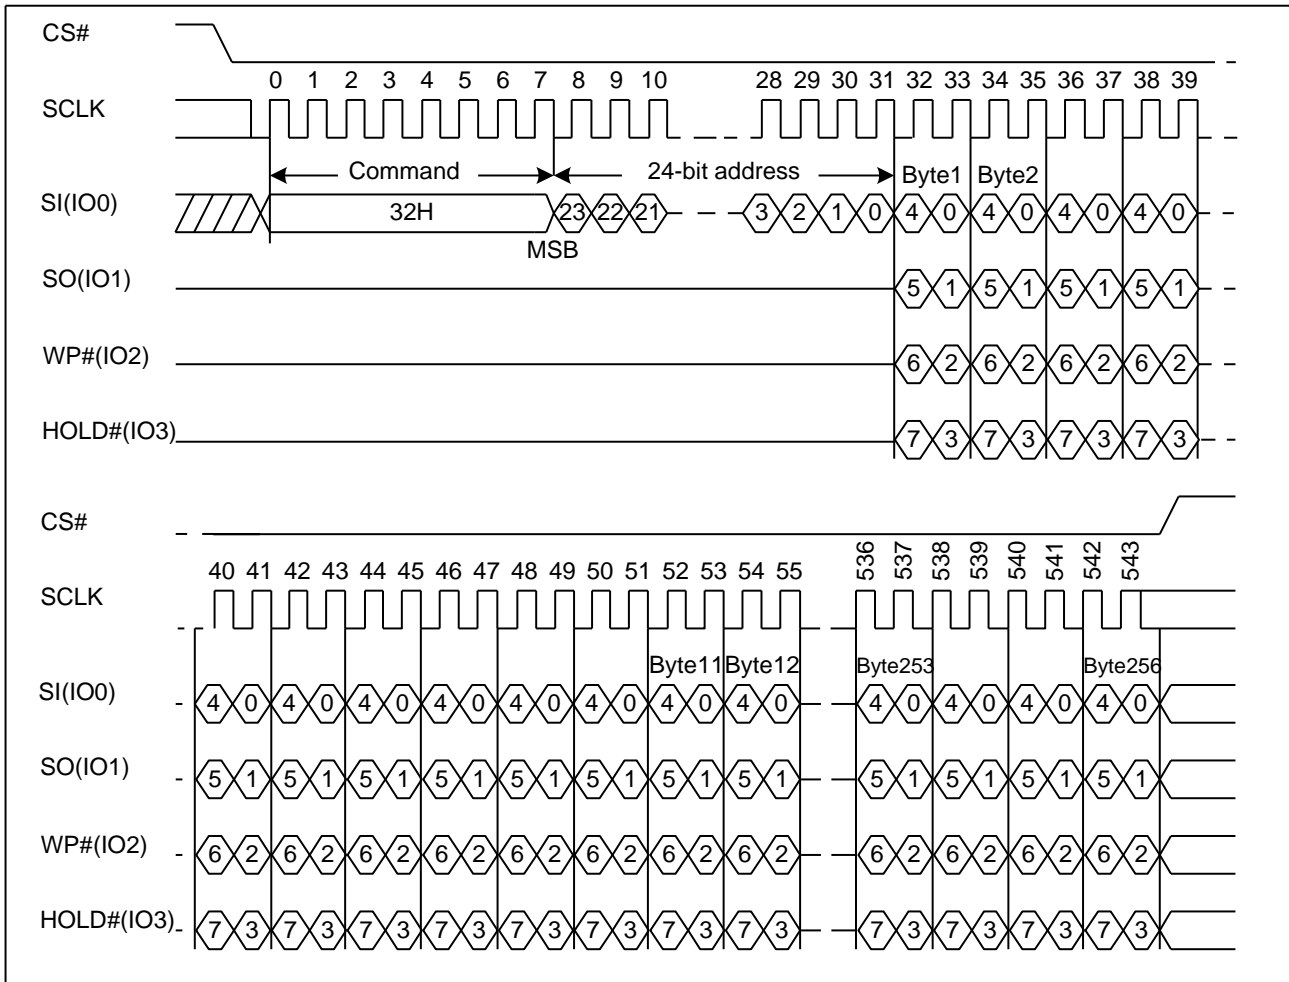 CS#
0 1 2 3 4 5 6 7 8 9 10 28 29 30 31 32 33 34 35 36 37 38 39
SCLK
Command 24-bit address Byte1 Byte2
SI(IO0) 32H 23 22 21 3 2 1 0 4 0 4 0 4 0 4 0
MSB
SO(IO1) 5 1 5 1 5 1 5 1
WP#(IO2) 6 2 6 2 6 2 6 2
HOLD#(IO3) 7 3 7 3 7 3 7 3
CS#
40 41 42 43 44 45 46 47 48 49 50 51 52 53 54 55 536 537 538 539 540 541 542 543
SCLK
Byte11 Byte12 Byte253 Byte256
SI(IO0) 4 0 4 0 4 0 4 0 4 0 4 0 4 0 4 0 4 0 4 0 4 0 4 0
SO(IO1) 5 1 5 1 5 1 5 1 5 1 5 1 5 1 5 1 5 1 5 1 5 1 5 1
WP#(IO2) 6 2 6 2 6 2 6 2 6 2 6 2 6 2 6 2 6 2 6 2 6 2 6 2
HOLD#(IO3) 7 3 7 3 7 3 7 3 7 3 7 3 7 3 7 3 7 3 7 3 7 3 7 3